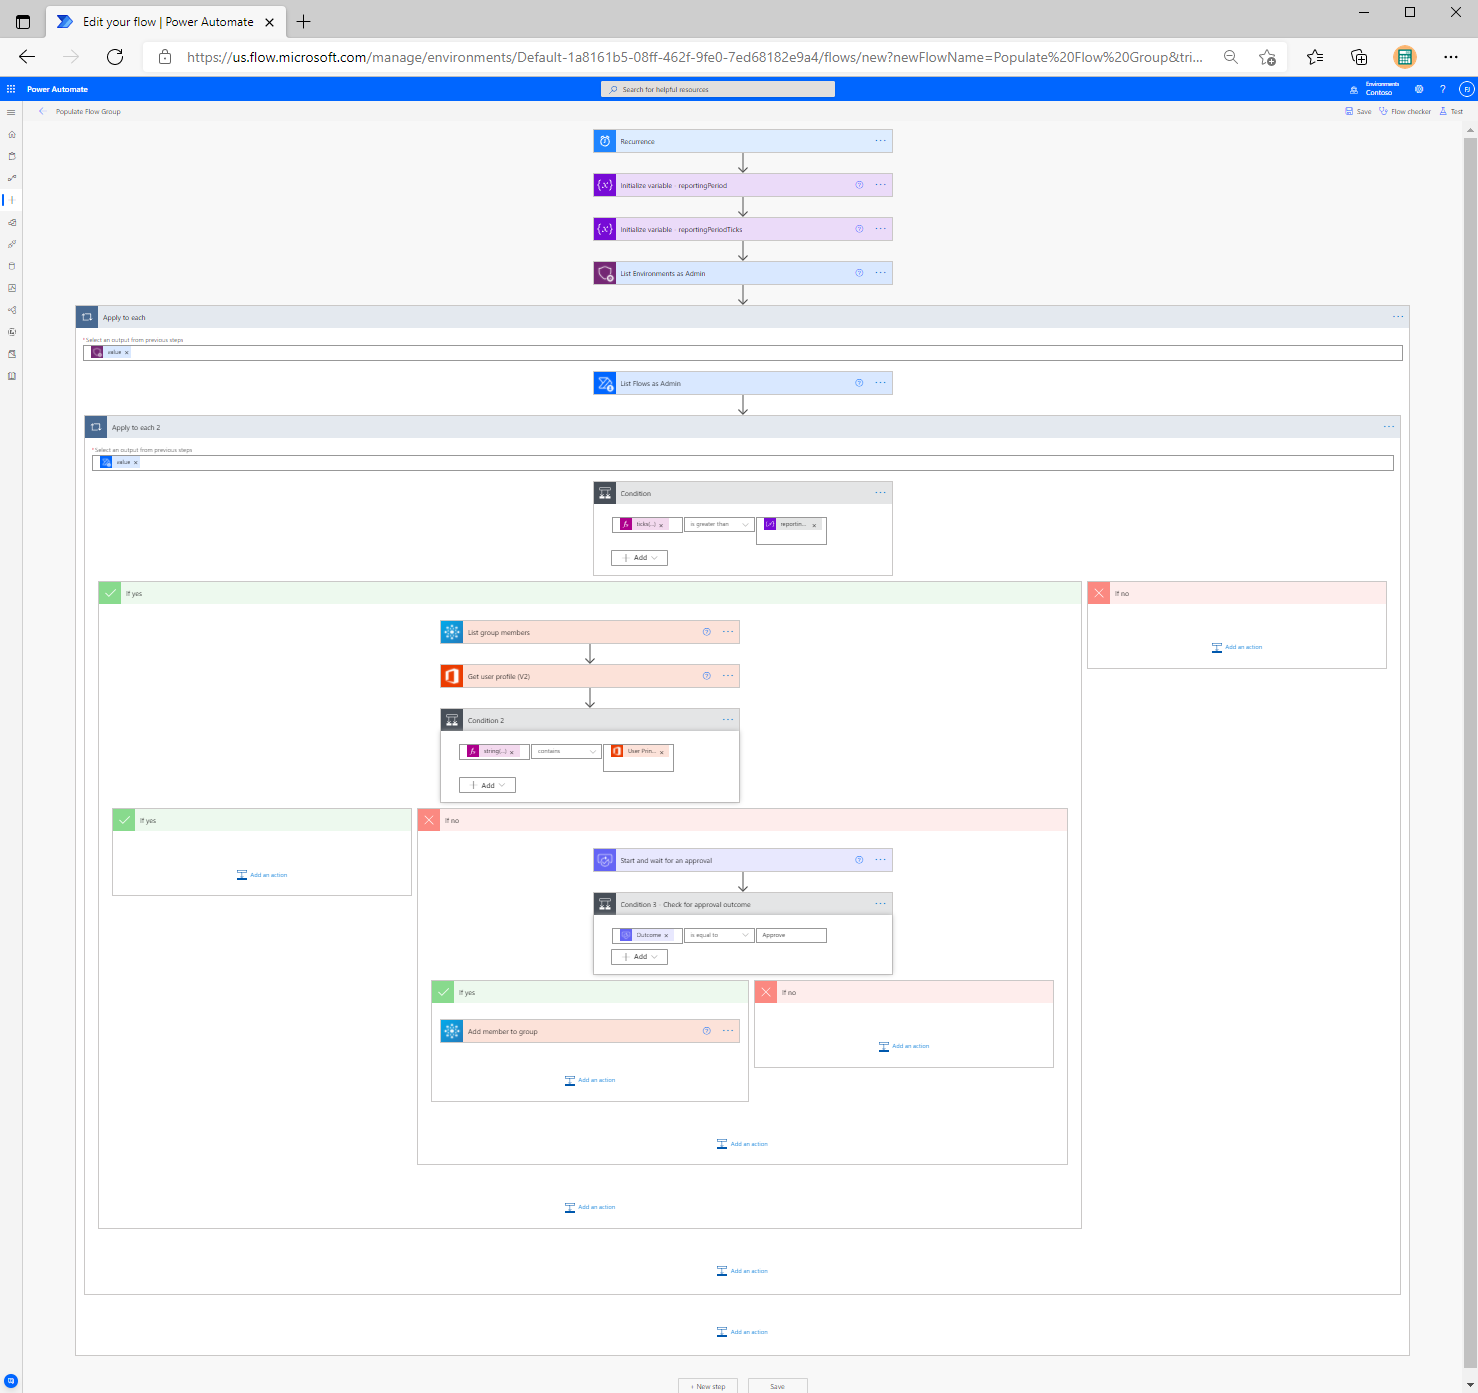 Edit your flow | Power Automate
https://us.flow.microsoft.com/manage/environments/Default-1a8161b5-08ff-462f-9fe0-7ed68182e9a4/flows/new?newFlowName=Populate%20Flow%20Group&tri...
Power Automate
Search for helpful resources
Environments
Contoso
FJ
Populate Flow Group
Save
Flow checker
Test
Recurrence
Initialize variable - reportingPeriod
Initialize variable - reportingPeriodTicks
List Environments as Admin
Apply to each
*Select an output from previous steps
value x
List Flows as Admin
Apply to each 2
*Select an output from previous steps
value x
Condition
ticks(...) x
is greater than
reportin... x
+ Add
If yes
If no
List group members
Add an action
Get user profile (V2)
Condition 2
string(...) x
contains
User Prin... x
+ Add
If yes
If no
Start and wait for an approval
Add an action
Condition 3 - Check for approval outcome
Outcome x
is equal to
Approve
+ Add
If yes
If no
Add member to group
Add an action
Add an action
Add an action
Add an action
Add an action
Add an action
+ New step
Save